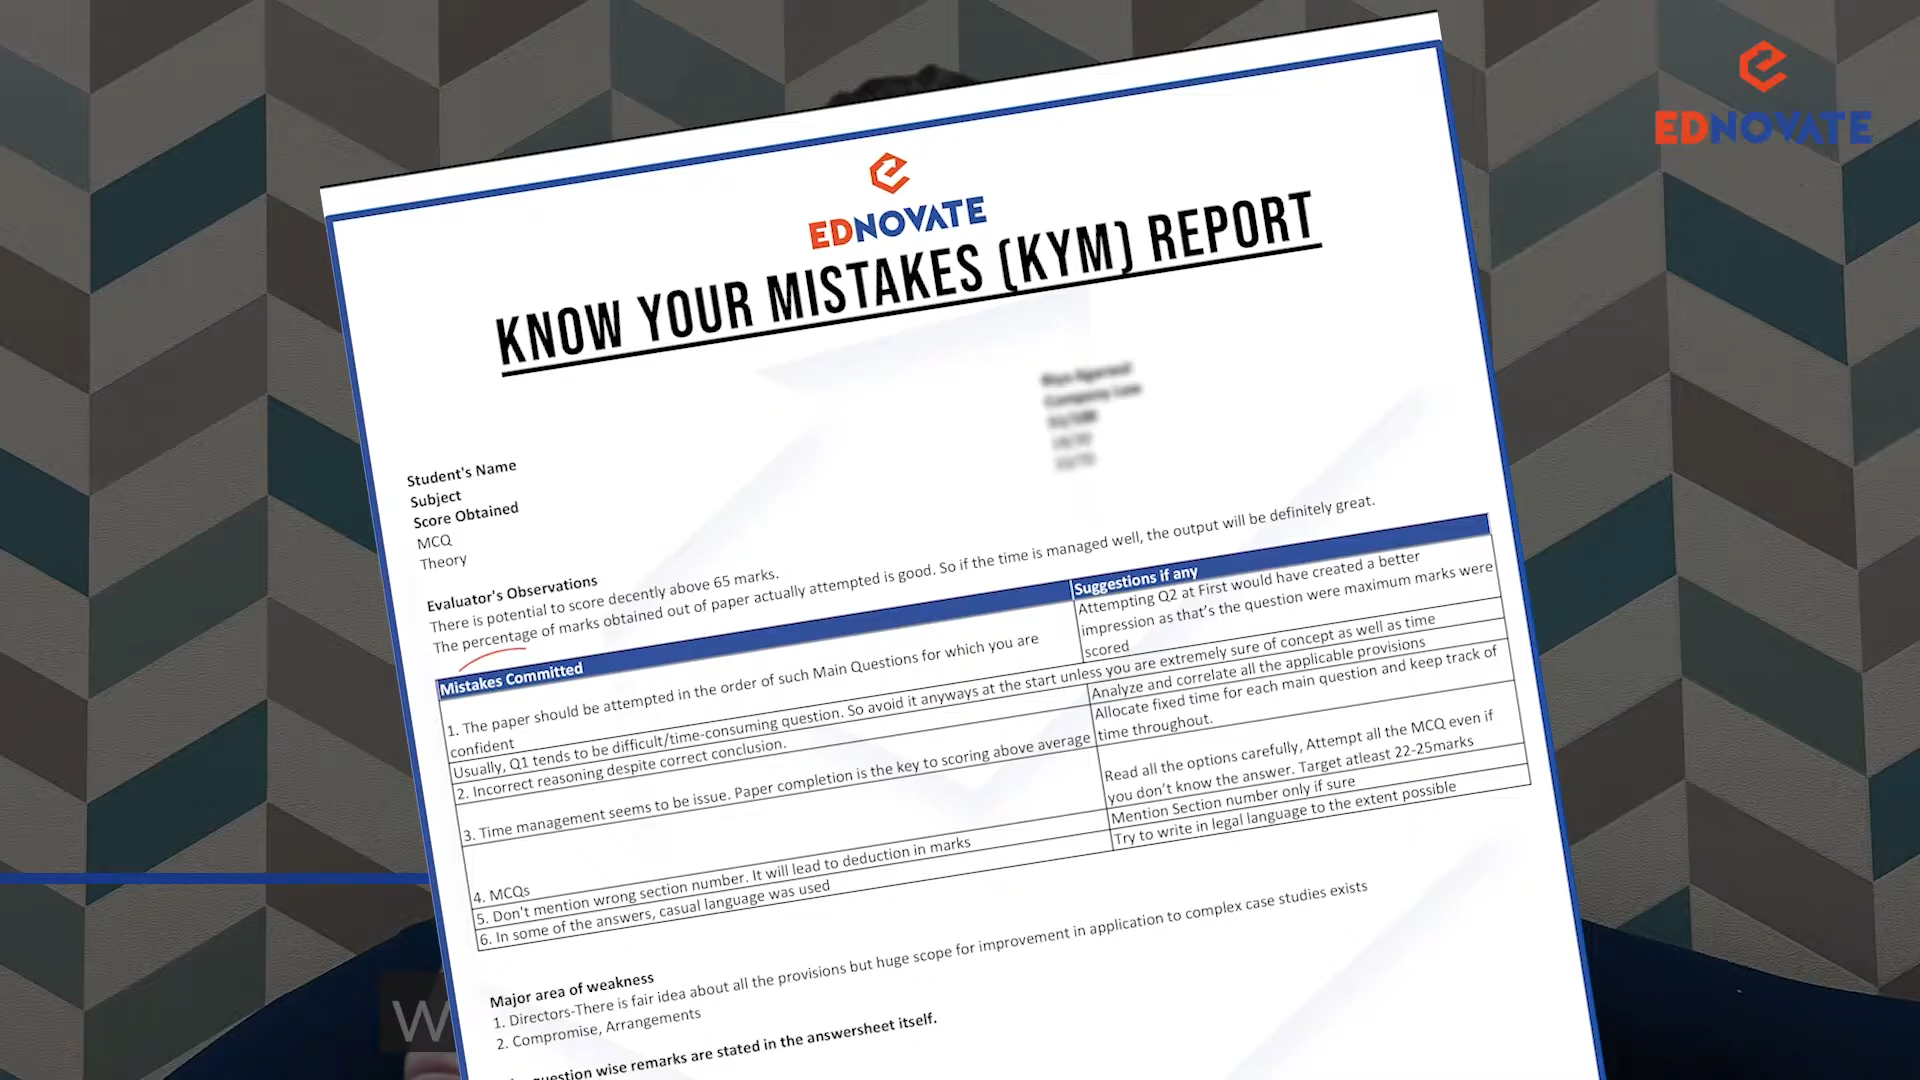 EDNOVATE
EDNOVATE
KNOW YOUR MISTAKES (KYM) REPORT
Student's Name
Subject
Score Obtained
MCQ
Theory
Evaluator's Observations
There is potential to score decently above 65 marks.
The percentage of marks obtained out of paper actually attempted is good. So if the time is managed well, the output will be definitely great.
Mistakes Committed
Suggestions if any
1. The paper should be attempted in the order of such Main Questions for which you are
confident
Attempting Q2 at First would have created a better
impression as that's the question were maximum marks were
scored
Usually, Q1 tends to be difficult/time-consuming question. So avoid it anyways at the start unless you are extremely sure of concept as well as time
2. Incorrect reasoning despite correct conclusion.
Analyze and correlate all the applicable provisions
3. Time management seems to be issue. Paper completion is the key to scoring above average
Allocate fixed time for each main question and keep track of
time throughout.
4. MCQs
Read all the options carefully, Attempt all the MCQ even if
you don't know the answer. Target atleast 22-25marks
5. Don't mention wrong section number. It will lead to deduction in marks
Mention Section number only if sure
6. In some of the answers, casual language was used
Try to write in legal language to the extent possible
Major area of weakness
1. Directors-There is fair idea about all the provisions but huge scope for improvement in application to complex case studies exists
2. Compromise, Arrangements
question wise remarks are stated in the answersheet itself.